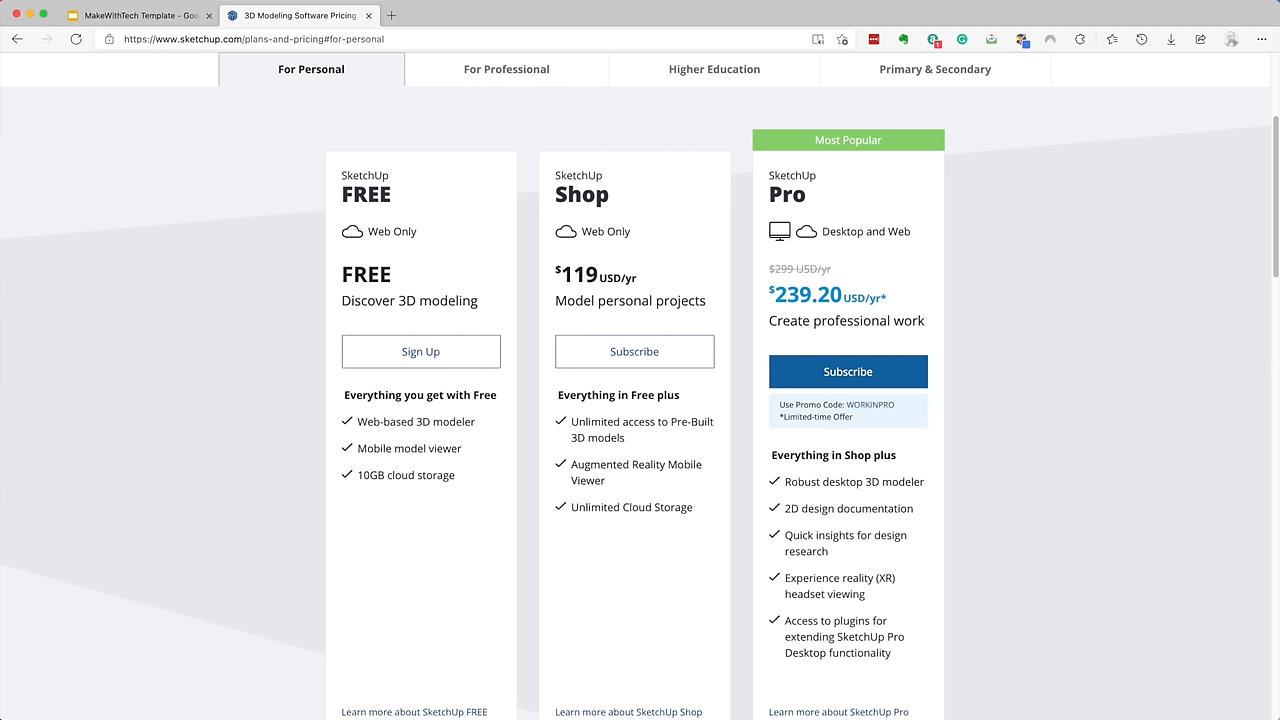 MakeWithTech Template - Goo
3D Modeling Software Pricing
https://www.sketchup.com/plans-and-pricing#for-personal
1
For Personal
For Professional
Higher Education
Primary & Secondary
Most Popular
SketchUp
FREE
Web Only
FREE
Discover 3D modeling
Sign Up
Everything you get with Free
Web-based 3D modeler
Mobile model viewer
10GB cloud storage
Learn more about SketchUp FREE
SketchUp
Shop
Web Only
$119 USD/yr
Model personal projects
Subscribe
Everything in Free plus
Unlimited access to Pre-Built
3D models
Augmented Reality Mobile
Viewer
Unlimited Cloud Storage
Learn more about SketchUp Shop
SketchUp
Pro
Desktop and Web
$299 USD/yr
$239.20 USD/yr*
Create professional work
Subscribe
Use Promo Code: WORKINPRO
*Limited-time Offer
Everything in Shop plus
Robust desktop 3D modeler
2D design documentation
Quick insights for design
research
Experience reality (XR)
headset viewing
Access to plugins for
extending SketchUp Pro
Desktop functionality
Learn more about SketchUp Pro